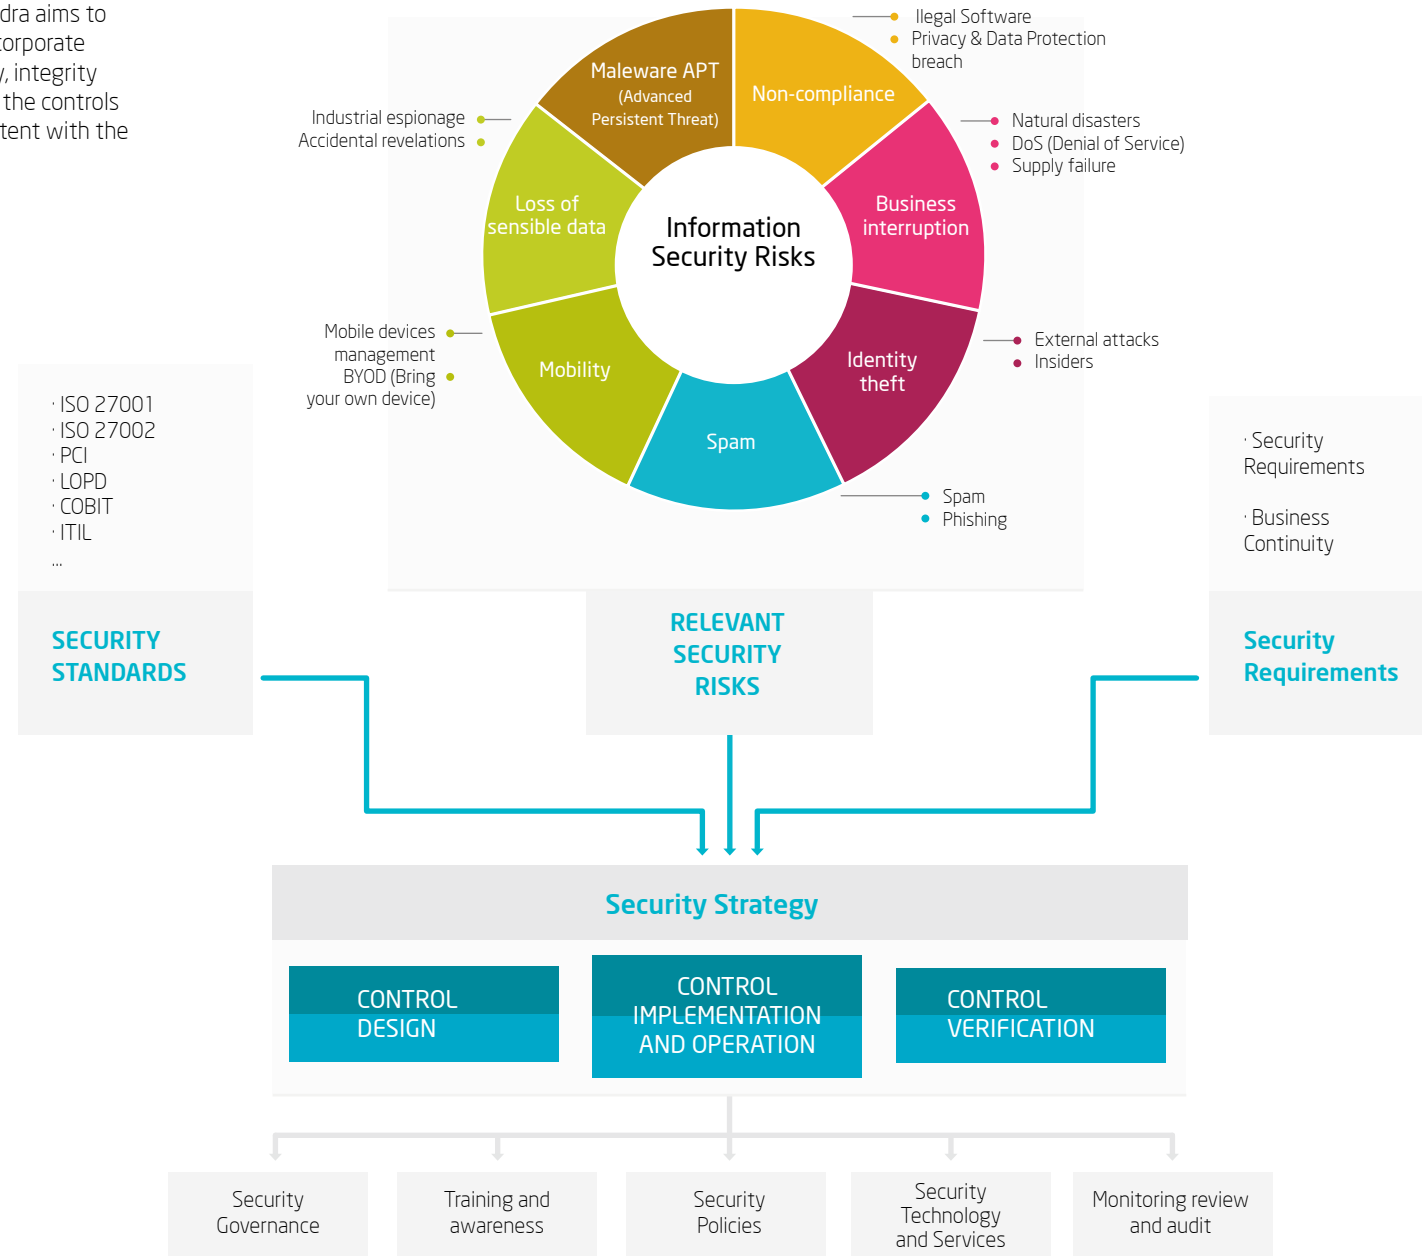 dra aims to
corporate
y, integrity
the controls
tent with the
Maleware APT
(Advanced
Persistent Threat)
Non-compliance
Ilegal Software
Privacy & Data Protection
breach
Industrial espionage
Accidental revelations
Natural disasters
DoS (Denial of Service)
Supply failure
Loss of
sensible data
Information
Security Risks
Business
interruption
Mobile devices
management
BYOD (Bring
your own device)
Mobility
Identity
theft
External attacks
Insiders
Spam
Spam
Phishing
· ISO 27001
· ISO 27002
· PCI
· LOPD
· COBIT
· ITIL
...
· Security
Requirements
· Business
Continuity
SECURITY
STANDARDS
RELEVANT
SECURITY
RISKS
Security
Requirements
Security Strategy
CONTROL
DESIGN
CONTROL
IMPLEMENTATION
AND OPERATION
CONTROL
VERIFICATION
Security
Governance
Training and
awareness
Security
Policies
Security
Technology
and Services
Monitoring review
and audit